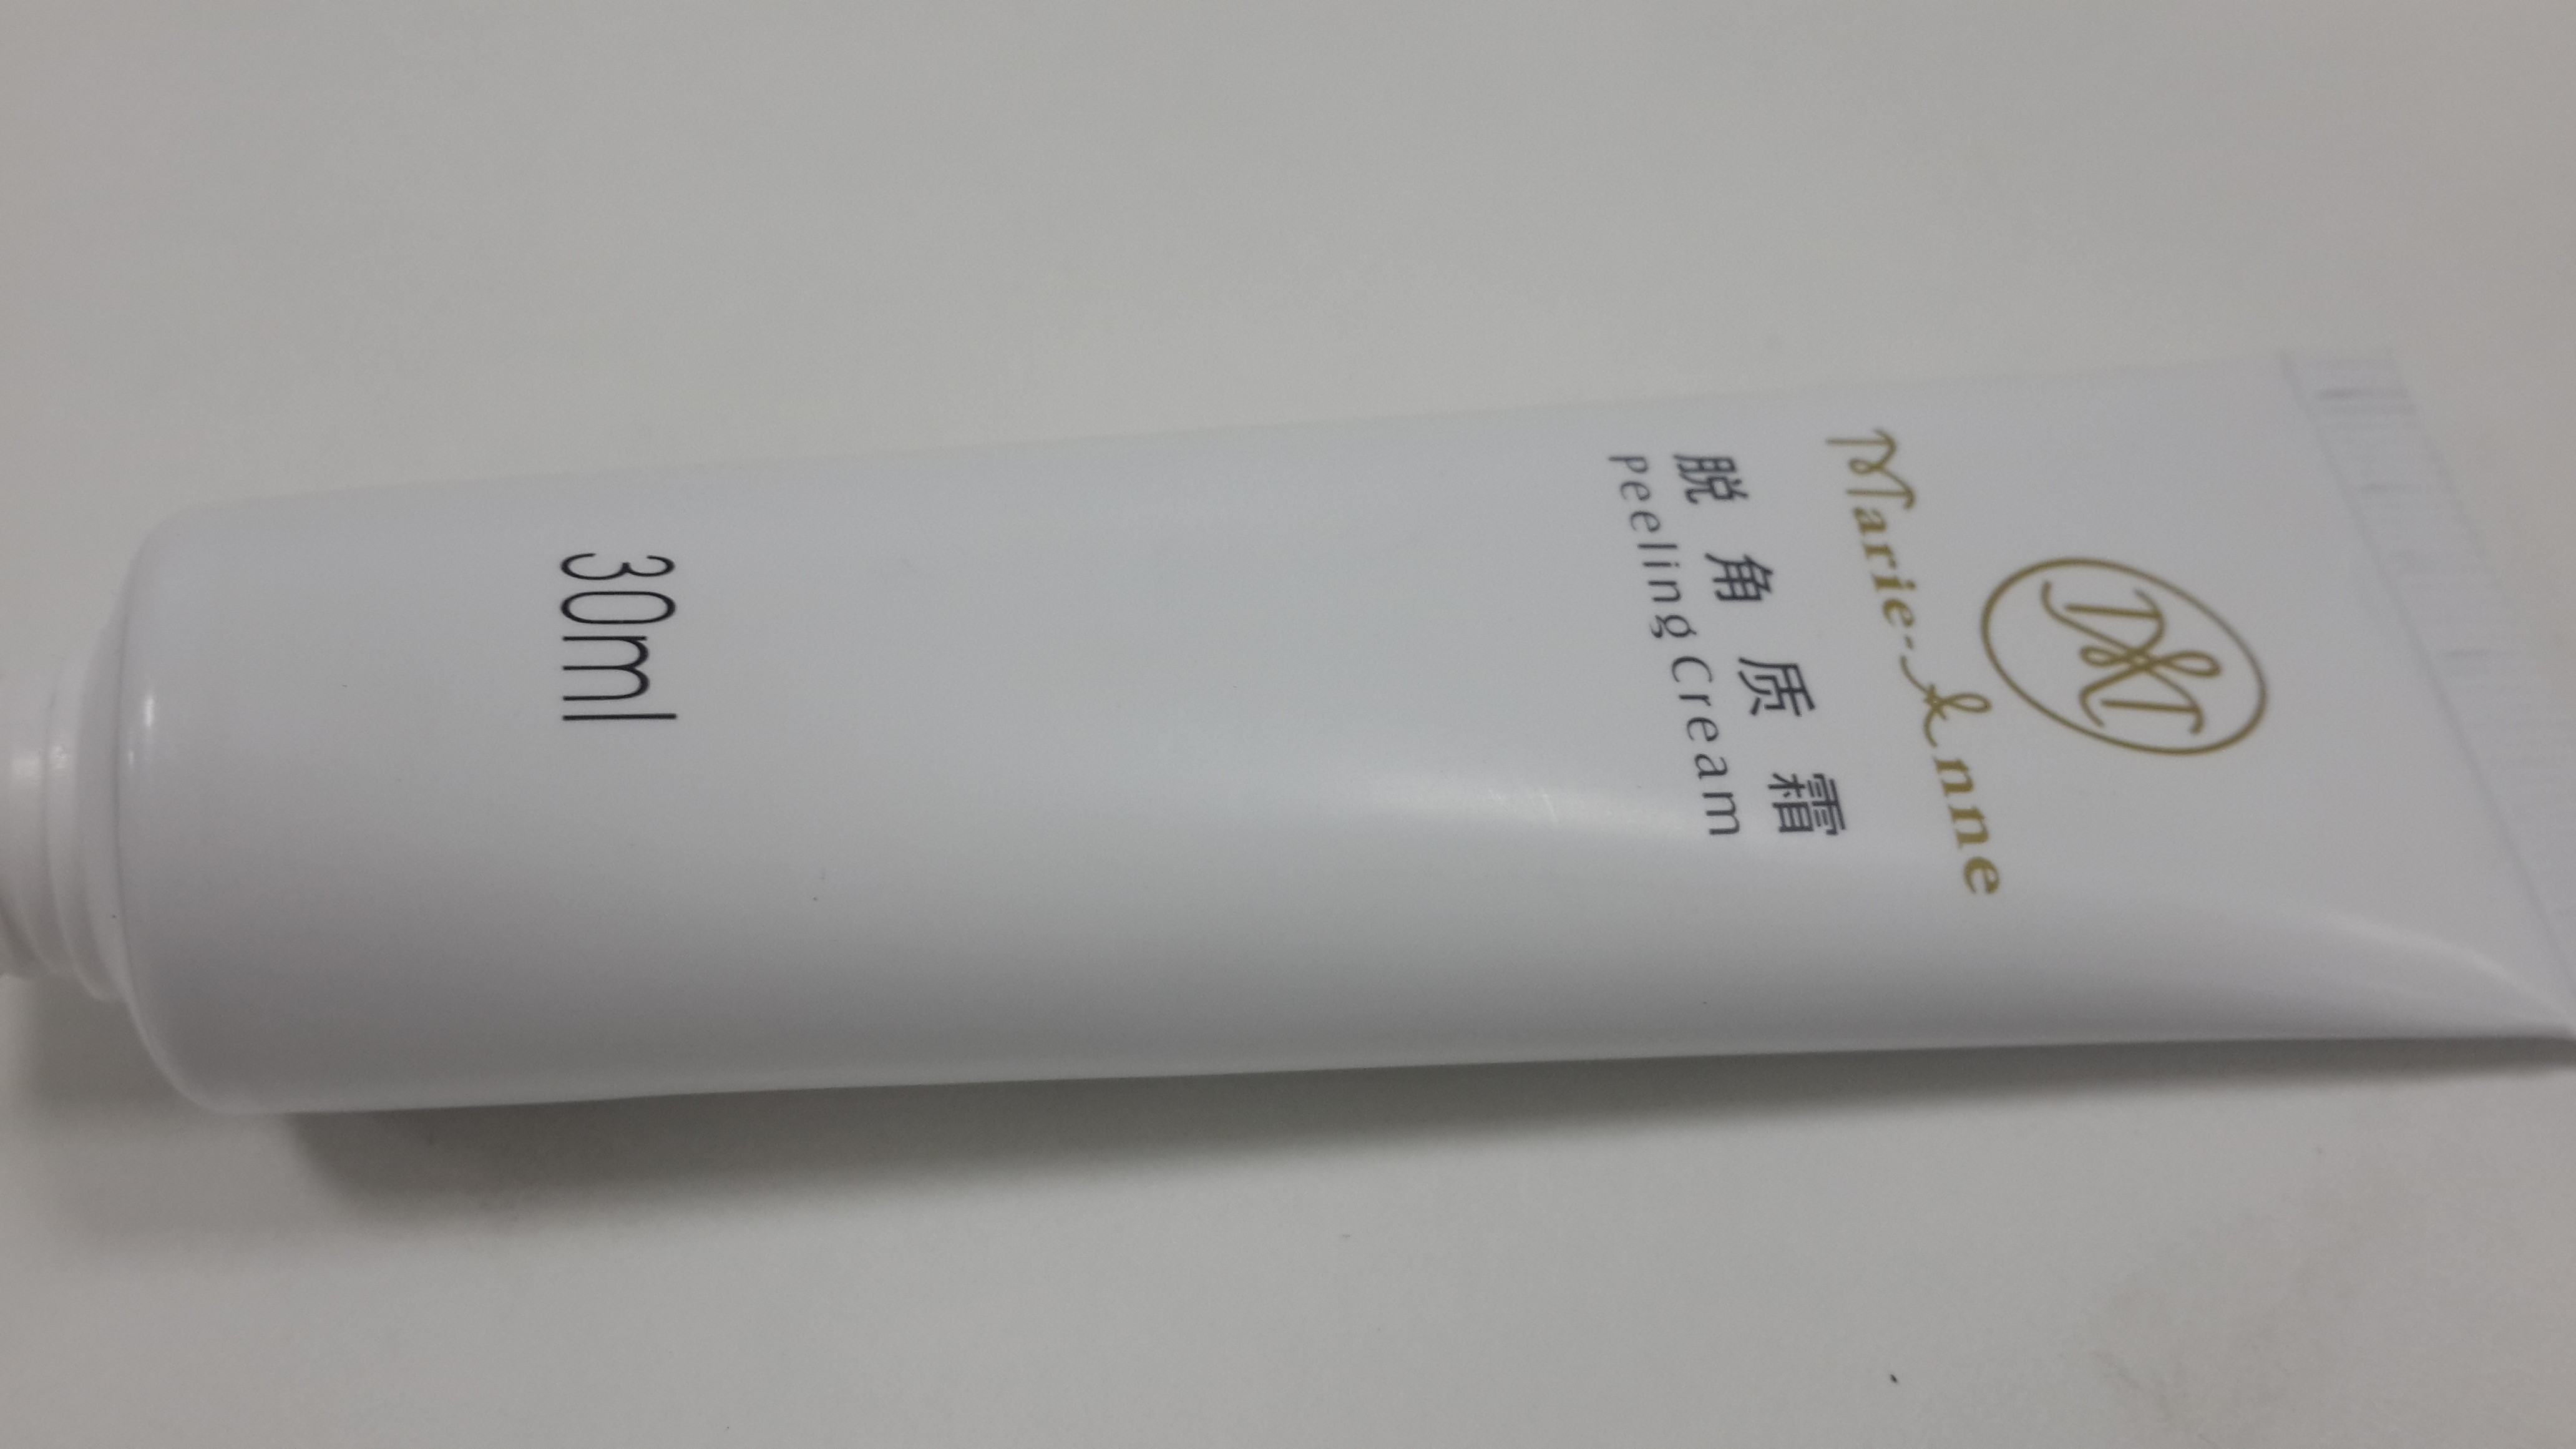 Marie-Anne
脱角质霜
Peeling Cream
30ml